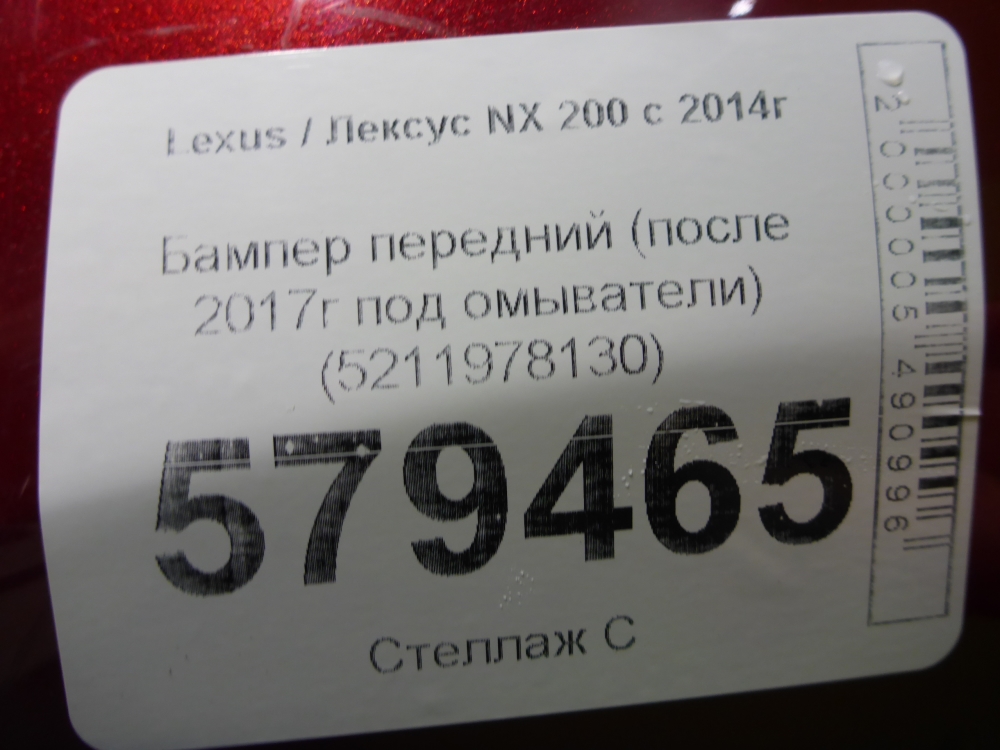 Lexus / Лексус NX 200 с 2014г
Бампер передний (после
2017г под омыватели)
(5211978130)
579465
Стеллаж С
2000005490996